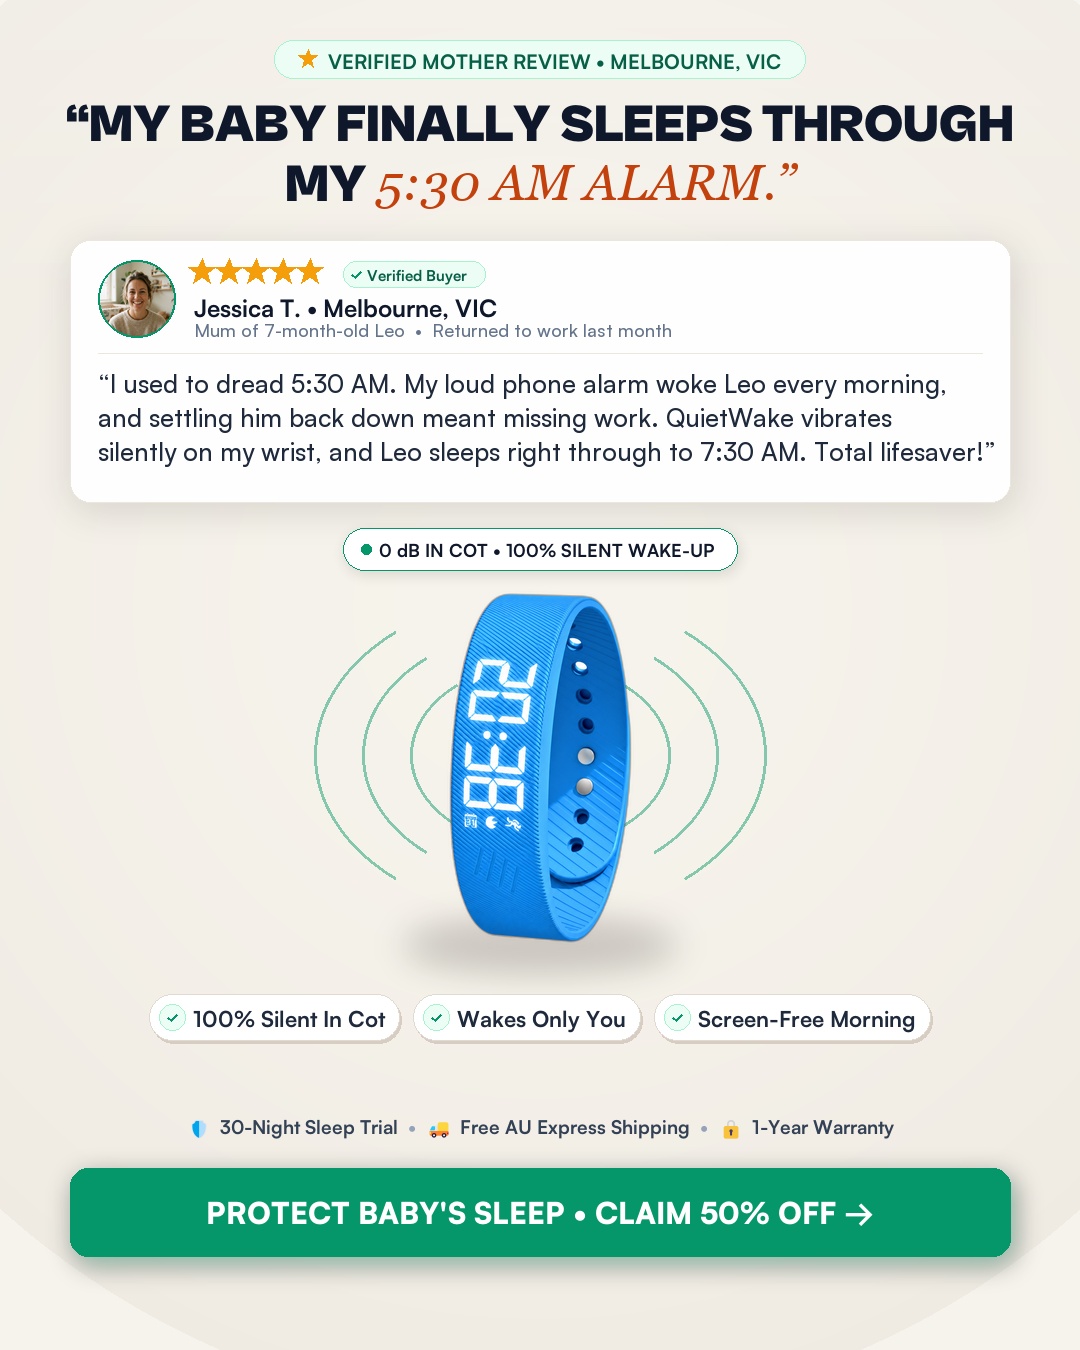 ★ VERIFIED MOTHER REVIEW • MELBOURNE, VIC
“MY BABY FINALLY SLEEPS THROUGH
MY 5:30 AM ALARM.”
★★★★★ ✓ Verified Buyer
Jessica T. • Melbourne, VIC
Mum of 7-month-old Leo • Returned to work last month
“I used to dread 5:30 AM. My loud phone alarm woke Leo every morning,
and settling him back down meant missing work. QuietWake vibrates
silently on my wrist, and Leo sleeps right through to 7:30 AM. Total lifesaver!”
0 dB IN COT • 100% SILENT WAKE-UP
20:38
100% Silent In Cot
Wakes Only You
Screen-Free Morning
30-Night Sleep Trial • Free AU Express Shipping • 1-Year Warranty
PROTECT BABY'S SLEEP • CLAIM 50% OFF →